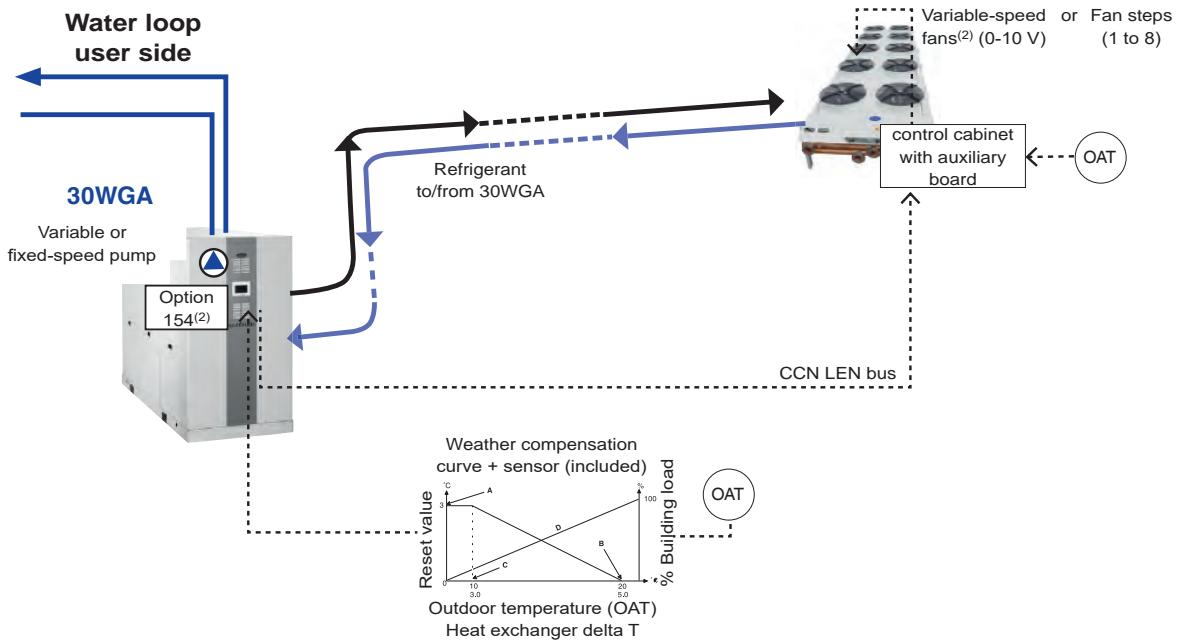 Water loop
user side
Variable-speed or Fan steps
fans(2) (0-10 V) (1 to 8)
control cabinet
with auxiliary
board
OAT
Refrigerant
to/from 30WGA
30WGA
Variable or
fixed-speed pump
Option
154(2)
CCN LEN bus
Weather compensation
curve + sensor (included)
OAT
Reset value
°C
A
%
3
100
D
B
C
0
10
20
3.0
5.0
% Building load
Outdoor temperature (OAT)
Heat exchanger delta T